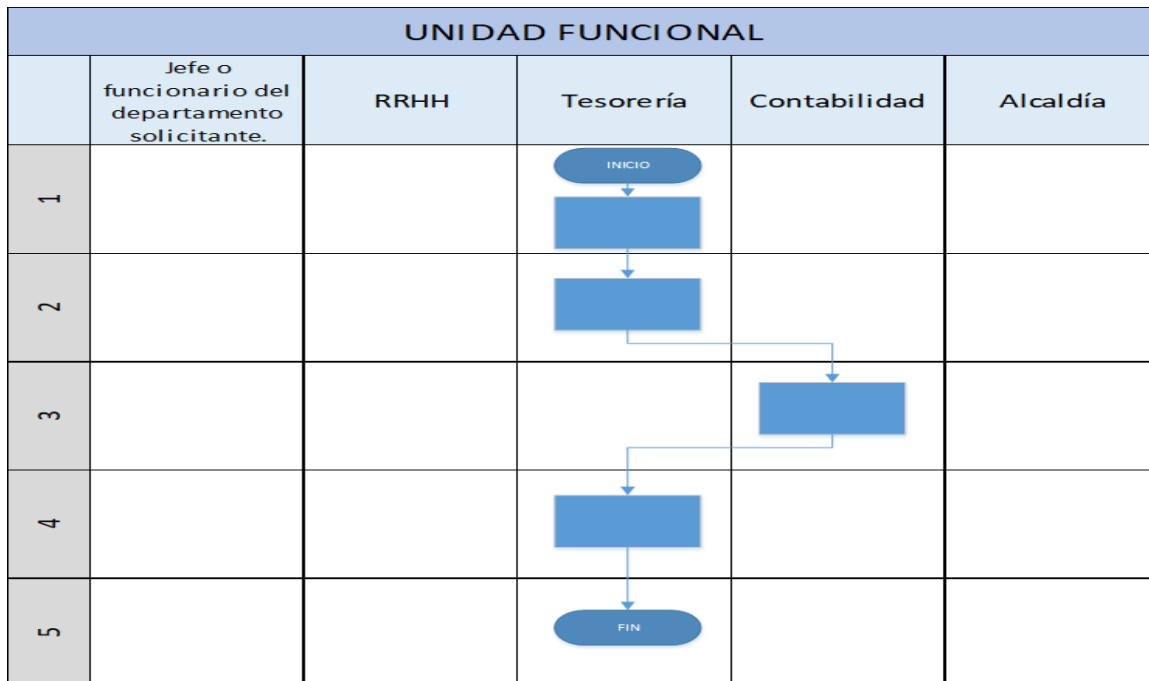 UNIDAD FUNCIONAL
Jefe o
funcionario del
departamento
solicitante.
RRHH
Tesorería
Contabilidad
Alcaldía
1
INICIO
2
3
4
5
FIN